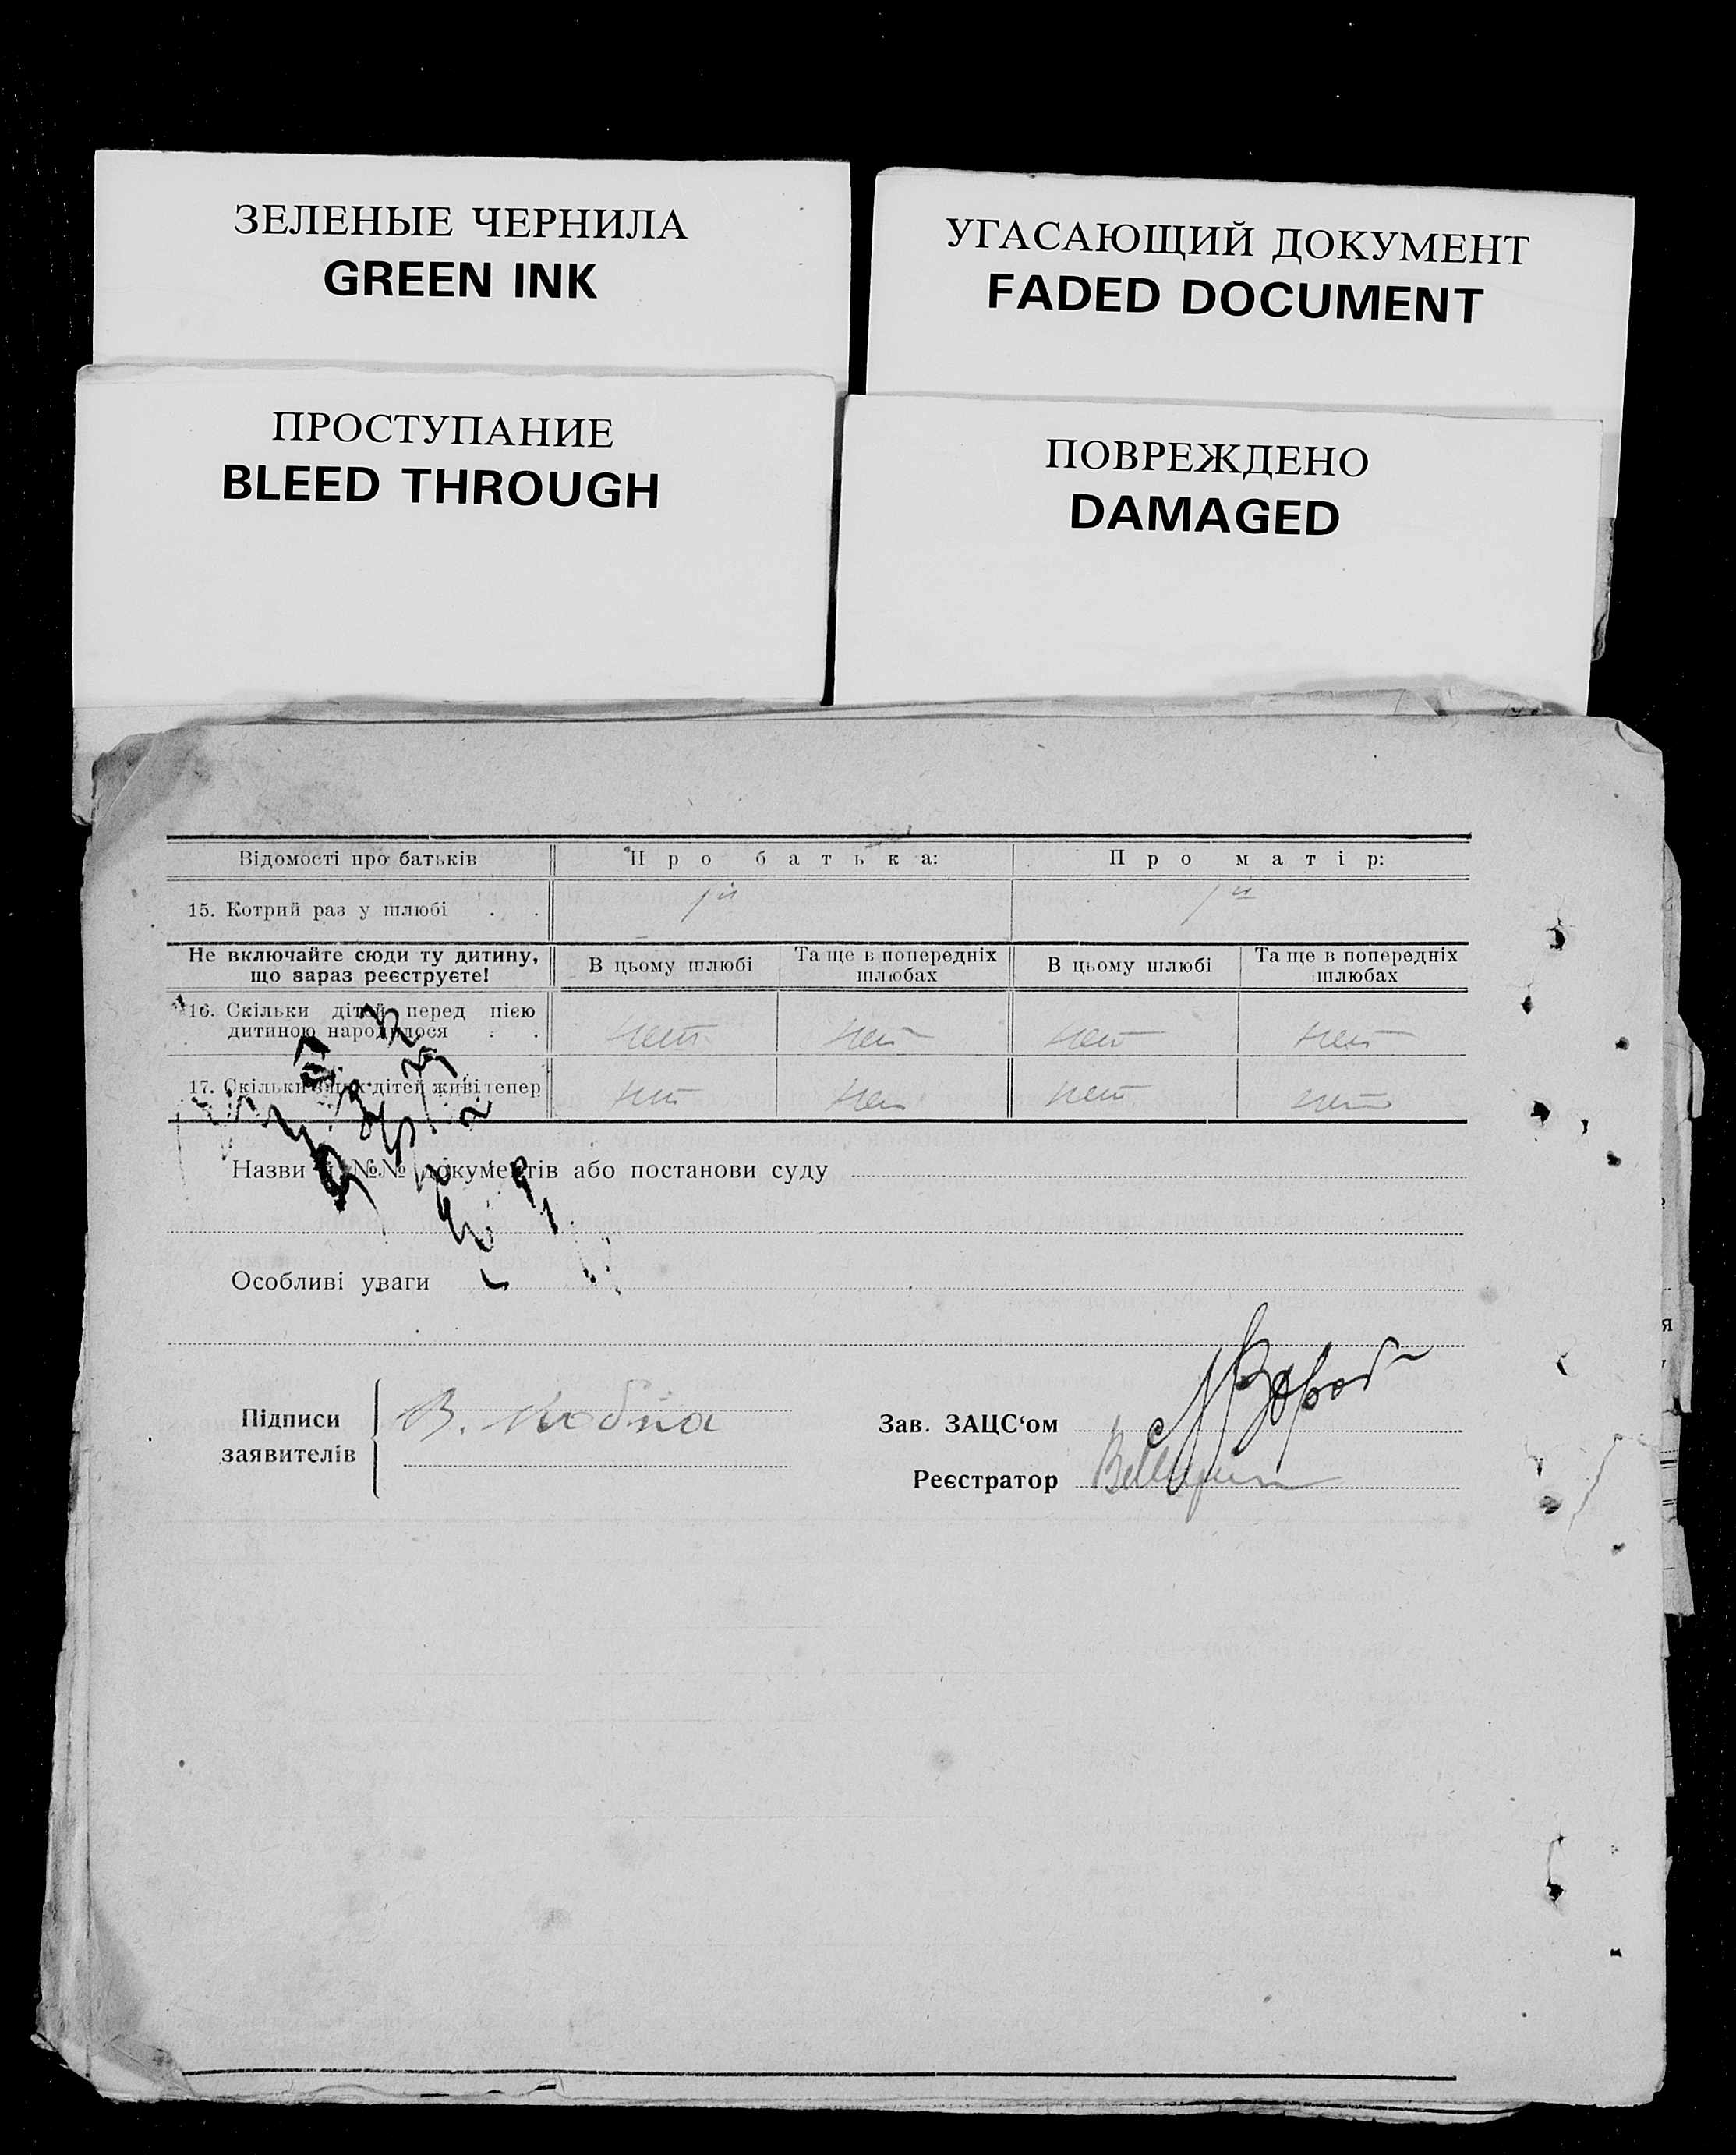 ЗЕЛЕНЫЕ ЧЕРНИЛА
GREEN INK
УГАСАЮЩИЙ ДОКУМЕНТ
FADED DOCUMENT
ПРОСТУПАНИЕ
BLEED THROUGH
ПОВРЕЖДЕНО
DAMAGED
Відомості про батьків Про батька: Про матір:
15. Котрий раз у шлюбі . . 1й 1й
Не включайте сюди ту дитину, що зараз реєструєте! В цьому шлюбі Та ще в попередніх шлюбах В цьому шлюбі Та ще в попередніх шлюбах
16. Скільки дітей перед цією дитиною народилося . . нет нет нет нет
17. Скільки з цих дітей живі тепер нет нет нет нет
Назви й №№ документів або постанови суду
Особливі уваги
Підписи заявителів В.
Зав. ЗАЦС‘ом
Реєстратор
я